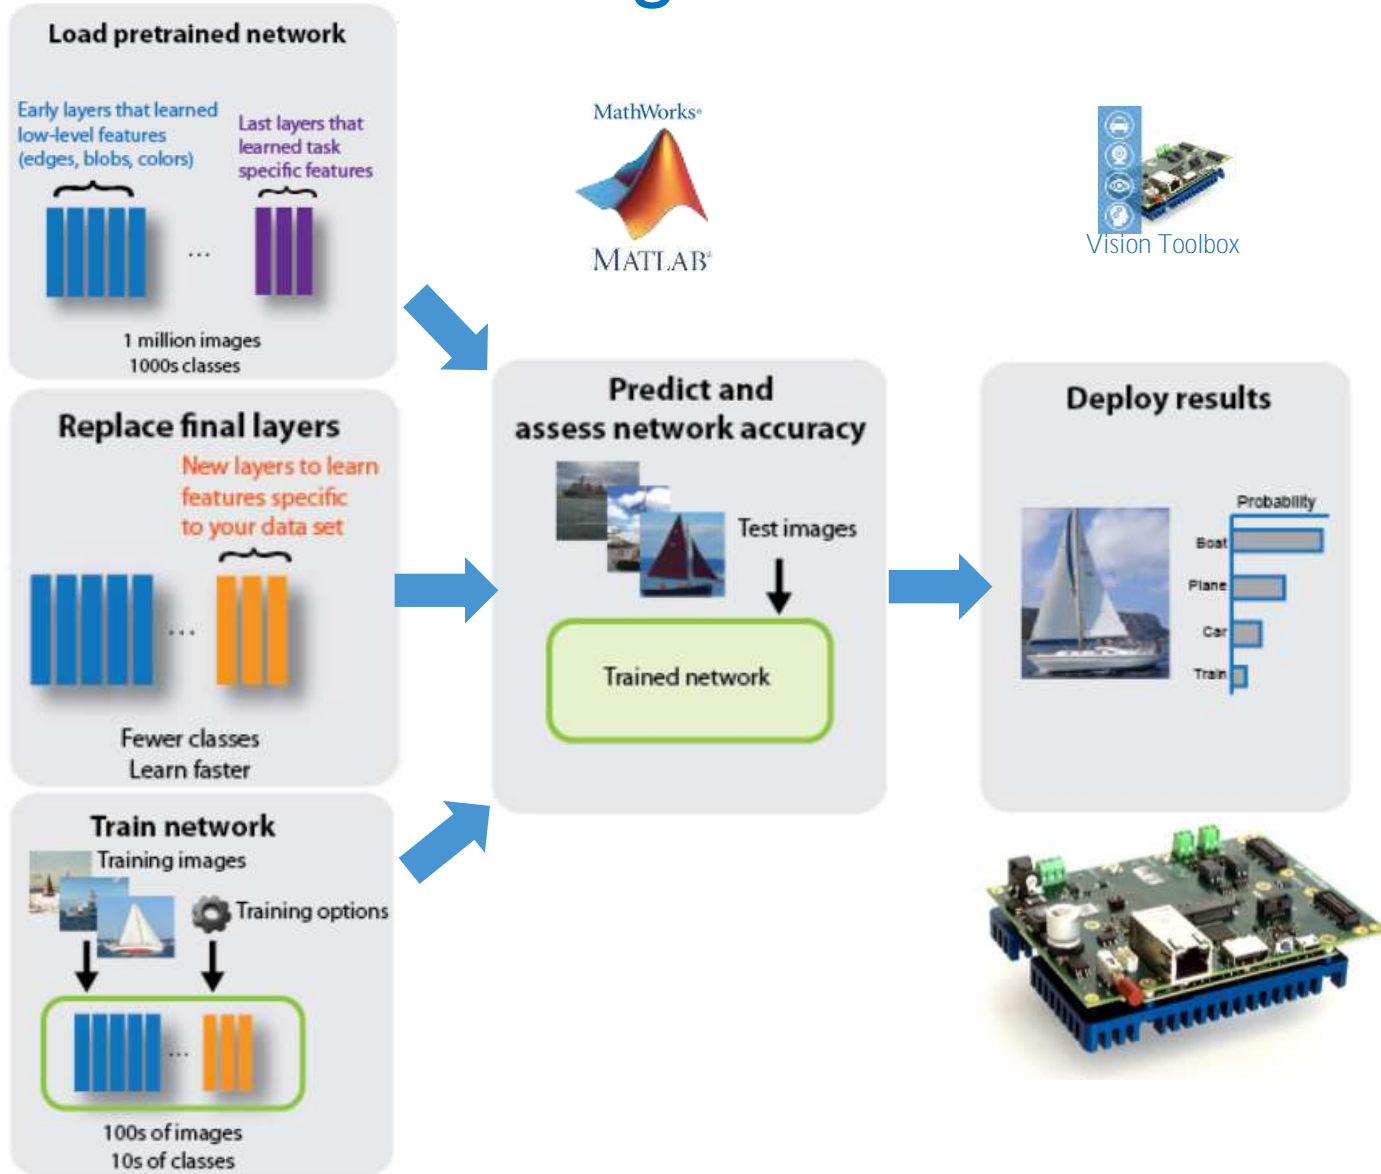 Load pretrained network
Early layers that learned
low-level features
(edges, blobs, colors)
Last layers that
learned task
specific features
...
1 million images
1000s classes
Replace final layers
New layers to learn
features specific
to your data set
...
Fewer classes
Learn faster
Train network
Training images
Training options
...
100s of images
10s of classes
MathWorks®
MATLAB®
Predict and
assess network accuracy
Test images
Trained network
Vision Toolbox
Deploy results
Probability
Boat
Plane
Car
Train